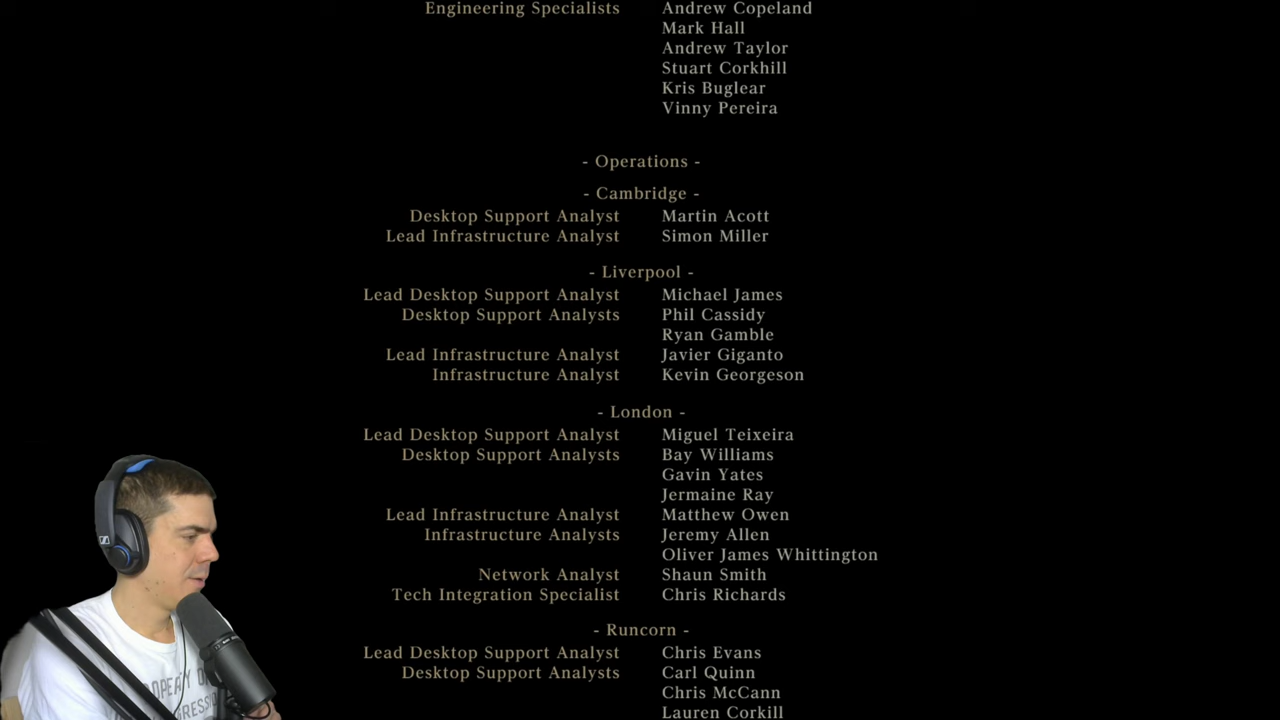 Engineering Specialists Andrew Copeland
Mark Hall
Andrew Taylor
Stuart Corkhill
Kris Buglear
Vinny Pereira
- Operations -
- Cambridge -
Desktop Support Analyst Martin Acott
Lead Infrastructure Analyst Simon Miller
- Liverpool -
Lead Desktop Support Analyst Michael James
Desktop Support Analysts Phil Cassidy
Ryan Gamble
Lead Infrastructure Analyst Javier Giganto
Infrastructure Analyst Kevin Georgeson
- London -
Lead Desktop Support Analyst Miguel Teixeira
Desktop Support Analysts Bay Williams
Gavin Yates
Jermaine Ray
Lead Infrastructure Analyst Matthew Owen
Infrastructure Analysts Jeremy Allen
Oliver James Whittington
Network Analyst Shaun Smith
Tech Integration Specialist Chris Richards
- Runcorn -
Lead Desktop Support Analyst Chris Evans
Desktop Support Analysts Carl Quinn
Chris McCann
Lauren Corkill